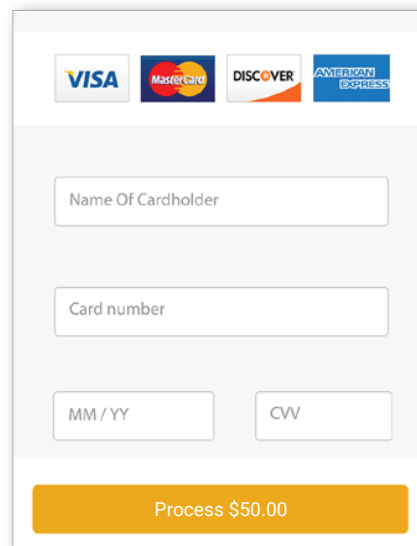 VISA MasterCard DISCOVER AMERICAN EXPRESS
Name Of Cardholder
Card number
MM / YY CVV
Process $50.00